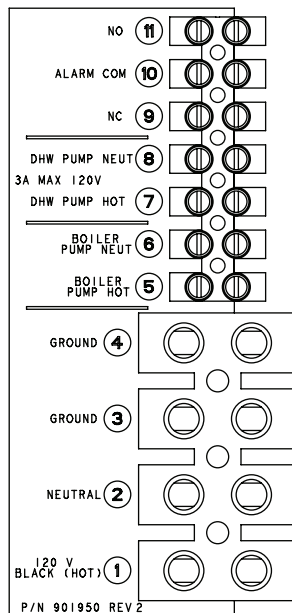 NO 11
ALARM COM 10
NC 9
DHW PUMP NEUT 8
3A MAX 120V
DHW PUMP HOT 7
BOILER
PUMP NEUT 6
BOILER
PUMP HOT 5
GROUND 4
GROUND 3
NEUTRAL 2
120 V
BLACK (HOT) 1
P/N 901950 REV 2